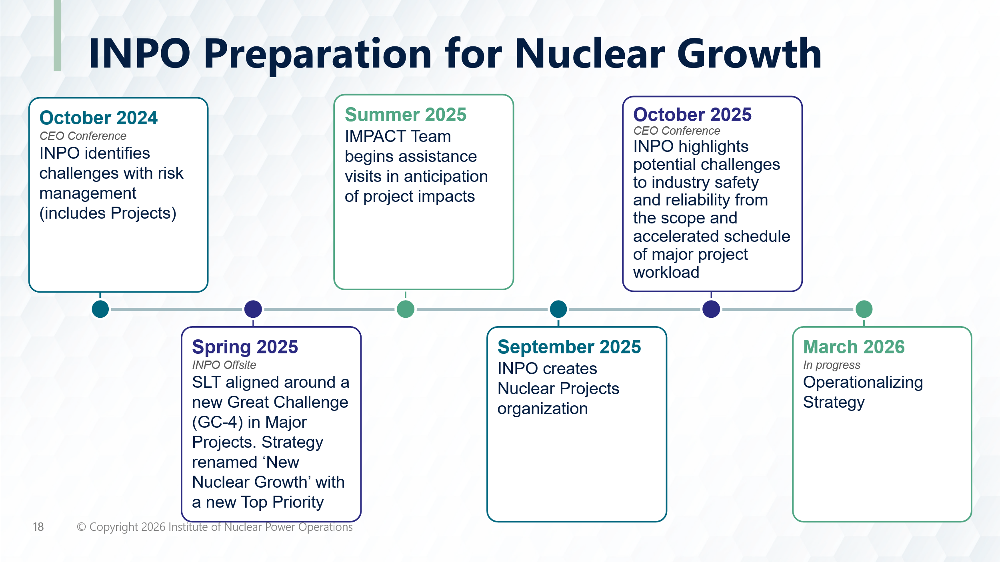 INPO Preparation for Nuclear Growth
October 2024
CEO Conference
INPO identifies
challenges with risk
management
(includes Projects)
Spring 2025
INPO Offsite
SLT aligned around a
new Great Challenge
(GC-4) in Major
Projects. Strategy
renamed ‘New
Nuclear Growth’ with
a new Top Priority
Summer 2025
IMPACT Team
begins assistance
visits in anticipation
of project impacts
September 2025
INPO creates
Nuclear Projects
organization
October 2025
CEO Conference
INPO highlights
potential challenges
to industry safety
and reliability from
the scope and
accelerated schedule
of major project
workload
March 2026
In progress
Operationalizing
Strategy
18
© Copyright 2026 Institute of Nuclear Power Operations